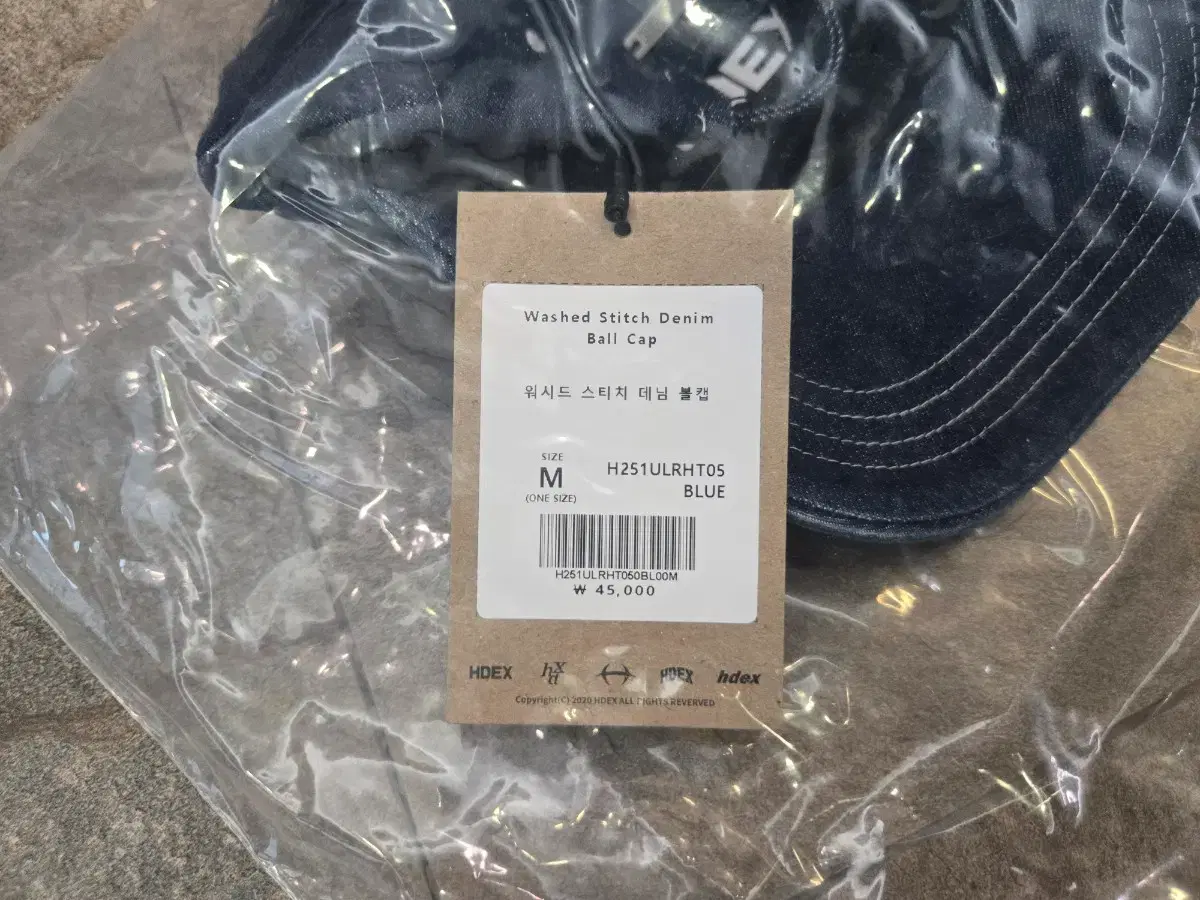 Washed Stitch Denim
Ball Cap
워시드 스티치 데님 볼캡
SIZE
M
(ONE SIZE)
H251ULRHT05
BLUE
H251ULRHT050BL00M
₩ 45,000
HDEX HDEX hdex
Copyright(C) 2020 HDEX ALL RIGHTS REVERVED